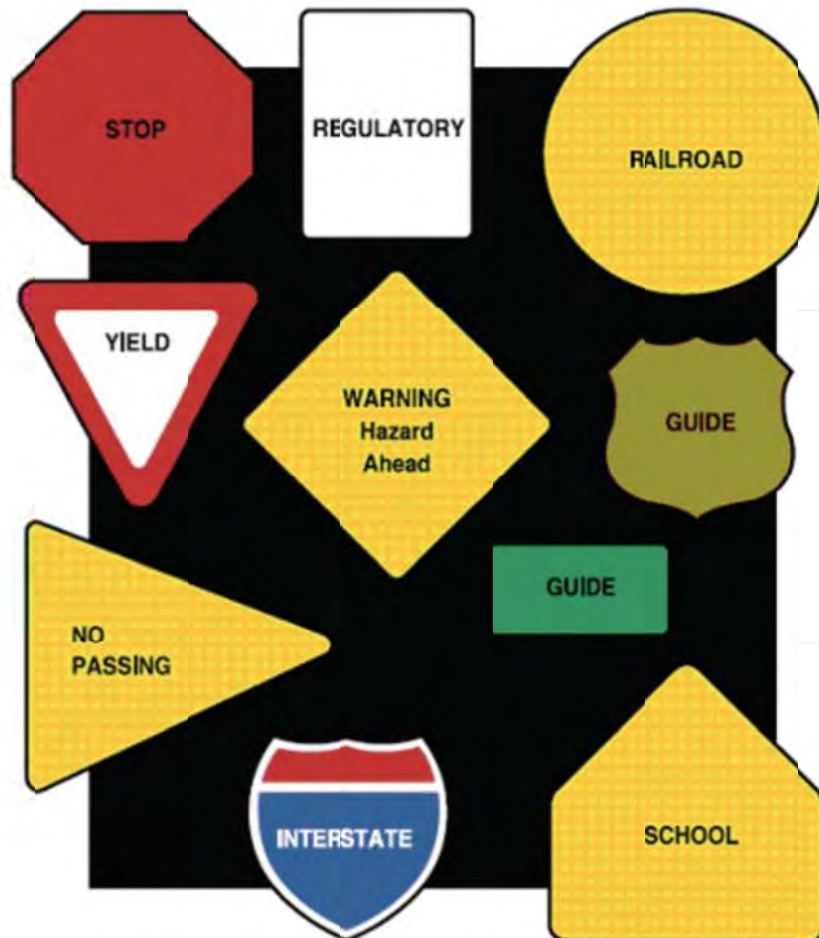 STOP
REGULATORY
RAILROAD
YIELD
WARNING
Hazard
Ahead
GUIDE
GUIDE
NO
PASSING
INTERSTATE
SCHOOL